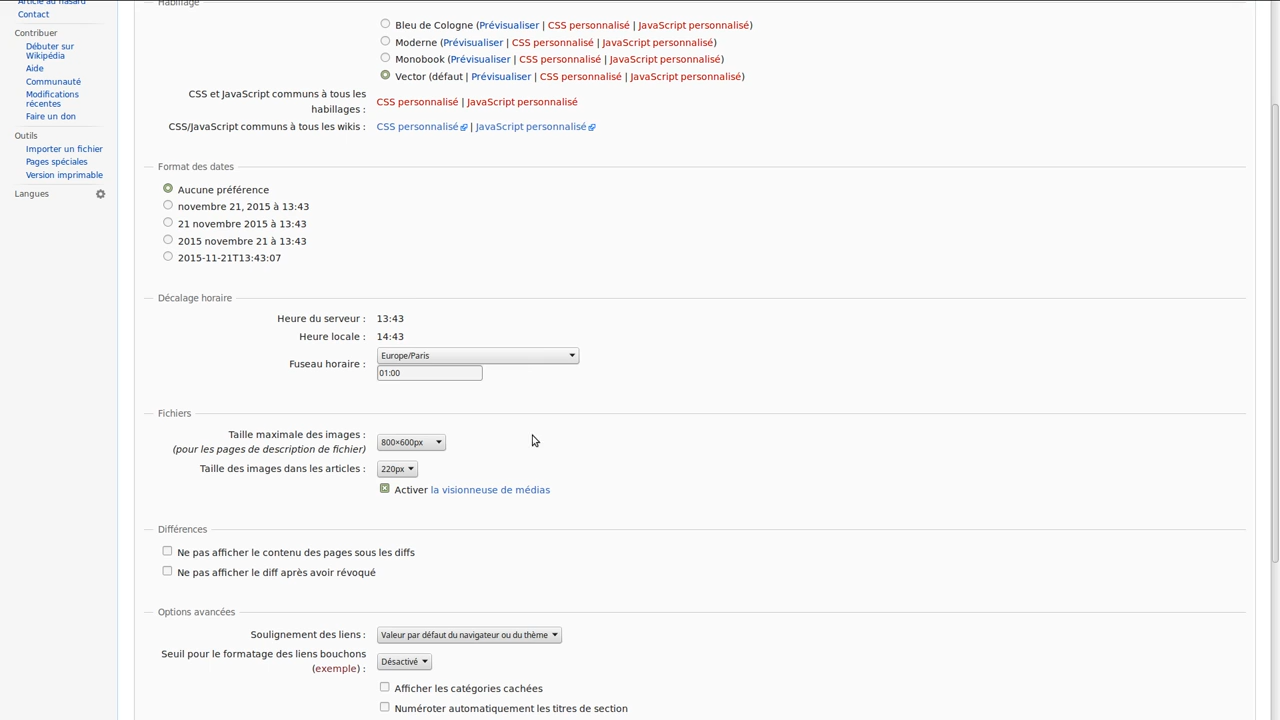 Article au hasard
Contact
Contribuer
Débuter sur
Wikipédia
Aide
Communauté
Modifications
récentes
Faire un don
Outils
Importer un fichier
Pages spéciales
Version imprimable
Langues
Habillage
Bleu de Cologne (Prévisualiser | CSS personnalisé | JavaScript personnalisé)
Moderne (Prévisualiser | CSS personnalisé | JavaScript personnalisé)
Monobook (Prévisualiser | CSS personnalisé | JavaScript personnalisé)
Vector (défaut | Prévisualiser | CSS personnalisé | JavaScript personnalisé)
CSS et JavaScript communs à tous les
habillages :
CSS personnalisé | JavaScript personnalisé
CSS/JavaScript communs à tous les wikis : CSS personnalisé | JavaScript personnalisé
Format des dates
Aucune préférence
novembre 21, 2015 à 13:43
21 novembre 2015 à 13:43
2015 novembre 21 à 13:43
2015-11-21T13:43:07
Décalage horaire
Heure du serveur : 13:43
Heure locale : 14:43
Fuseau horaire : Europe/Paris
01:00
Fichiers
Taille maximale des images :
(pour les pages de description de fichier)
800×600px
Taille des images dans les articles : 220px
Activer la visionneuse de médias
Différences
Ne pas afficher le contenu des pages sous les diffs
Ne pas afficher le diff après avoir révoqué
Options avancées
Soulignement des liens : Valeur par défaut du navigateur ou du thème
Seuil pour le formatage des liens bouchons
(exemple) :
Désactivé
Afficher les catégories cachées
Numéroter automatiquement les titres de section